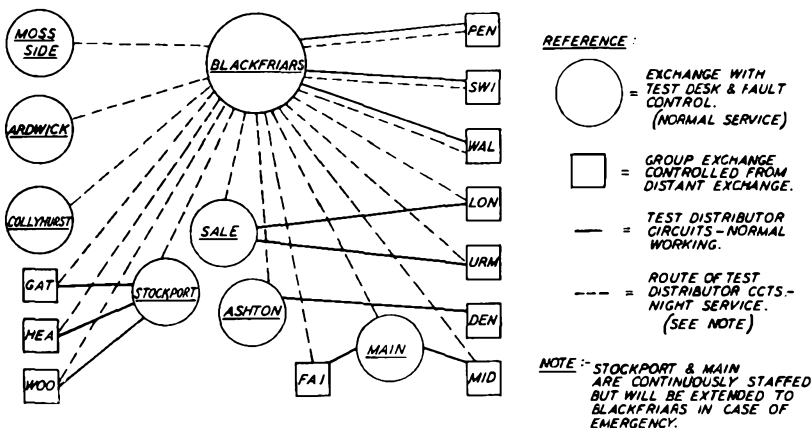 MOSS
SIDE
BLACKFRIARS
PEN
SWI
ARDWICK
WAL
COLLYHURST
LON
SALE
URM
GAT
STOCKPORT
HEA
ASHTON
DEN
WOO
MAIN
FAI
MID
REFERENCE:
= EXCHANGE WITH
TEST DESK & FAULT
CONTROL.
(NORMAL SERVICE)
= GROUP EXCHANGE
CONTROLLED FROM
DISTANT EXCHANGE.
= TEST DISTRIBUTOR
CIRCUITS-NORMAL
WORKING.
= ROUTE OF TEST
DISTRIBUTOR CCTS.-
NIGHT SERVICE.
(SEE NOTE)
NOTE:- STOCKPORT & MAIN
ARE CONTINUOUSLY STAFFED
BUT WILL BE EXTENDED TO
BLACKFRIARS IN CASE OF
EMERGENCY.